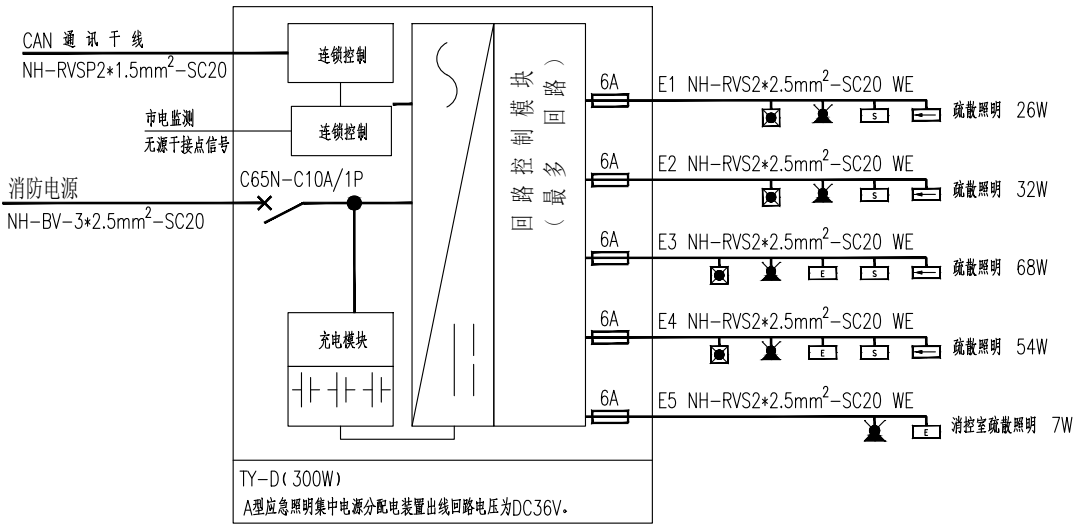 CAN 通讯干线
NH-RVSP2*1.5mm²-SC20
市电监测
无源干接点信号
消防电源
NH-BV-3*2.5mm²-SC20
连锁控制
连锁控制
C65N-C10A/1P
充电模块
回路控制模块
(最多 回路)
6A
E1 NH-RVS2*2.5mm²-SC20 WE
S
疏散照明 26W
6A
E2 NH-RVS2*2.5mm²-SC20 WE
S
疏散照明 32W
6A
E3 NH-RVS2*2.5mm²-SC20 WE
E
S
疏散照明 68W
6A
E4 NH-RVS2*2.5mm²-SC20 WE
E
S
疏散照明 54W
6A
E5 NH-RVS2*2.5mm²-SC20 WE
E
消控室疏散照明 7W
TY-D(300W)
A型应急照明集中电源分配电装置出线回路电压为DC36V。